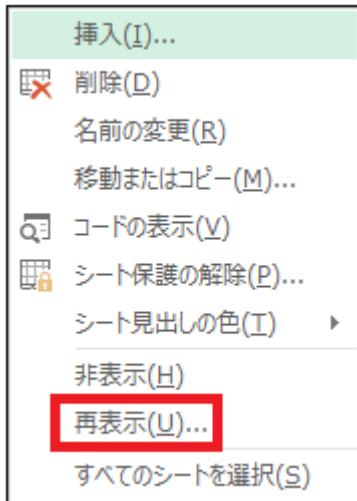 挿入(I)...
削除(D)
名前の変更(R)
移動またはコピー(M)...
コードの表示(V)
シート保護の解除(P)...
シート見出しの色(T)
非表示(H)
再表示(U)...
すべてのシートを選択(S)